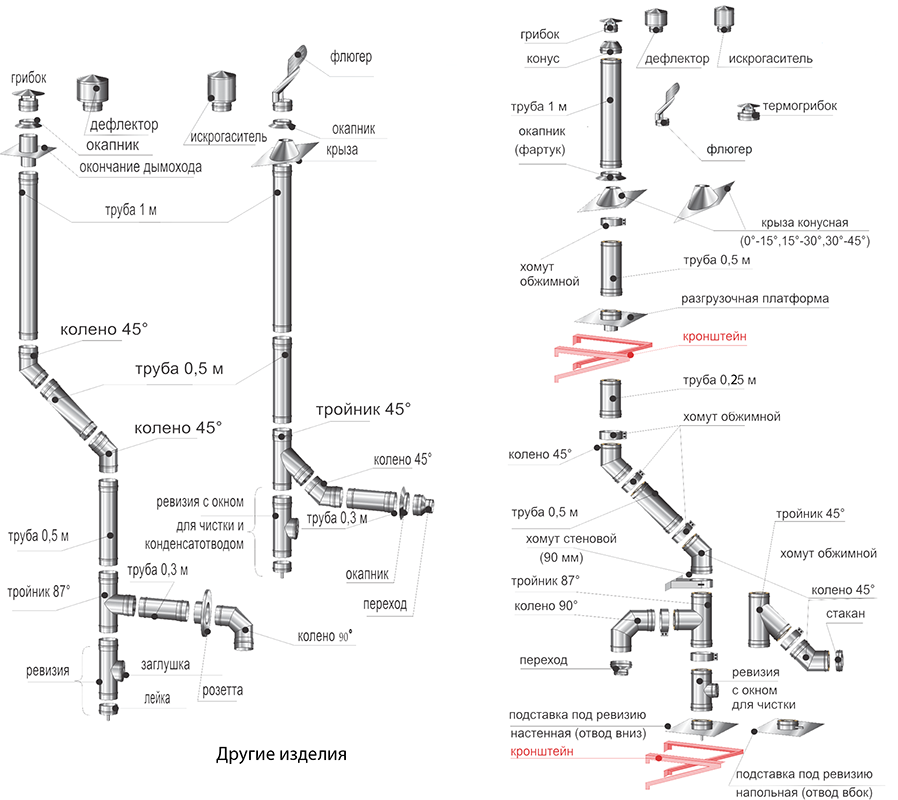 грибок
дефлектор
окапник
окончание дымохода
искрогаситель
флюгер
окапник
крыза
труба 1 м
колено 45°
труба 0,5 м
колено 45°
тройник 45°
колено 45°
ревизия с окном
для чистки и
конденсатотводом
труба 0,3 м
окапник
переход
труба 0,5 м
тройник 87°
труба 0,3 м
колено 90°
ревизия
заглушка
лейка
розетта
Другие изделия
грибок
конус
дефлектор
искрогаситель
труба 1 м
окапник
(фартук)
термогрибок
флюгер
крыза конусная
(0°-15°,15°-30°,30°-45°)
хомут
обжимной
труба 0,5 м
разгрузочная платформа
кронштейн
труба 0,25 м
хомут обжимной
колено 45°
труба 0,5 м
тройник 45°
хомут стеновой
(90 мм)
хомут обжимной
тройник 87°
колено 45°
колено 90°
стакан
переход
ревизия
с окном
для чистки
подставка под ревизию
настенная (отвод вниз)
кронштейн
подставка под ревизию
напольная (отвод вбок)